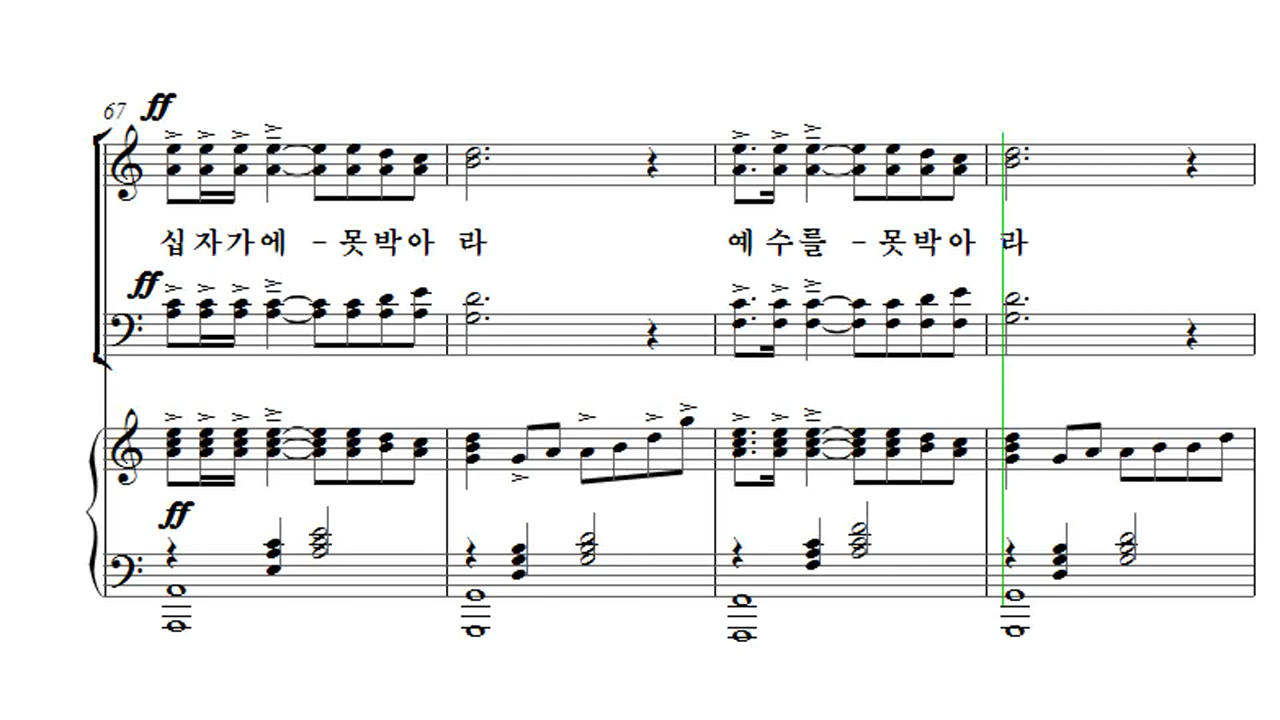 67 ff
십 자 가 에 - 못 박 아 라 예 수 를 - 못 박 아 라
ff
ff